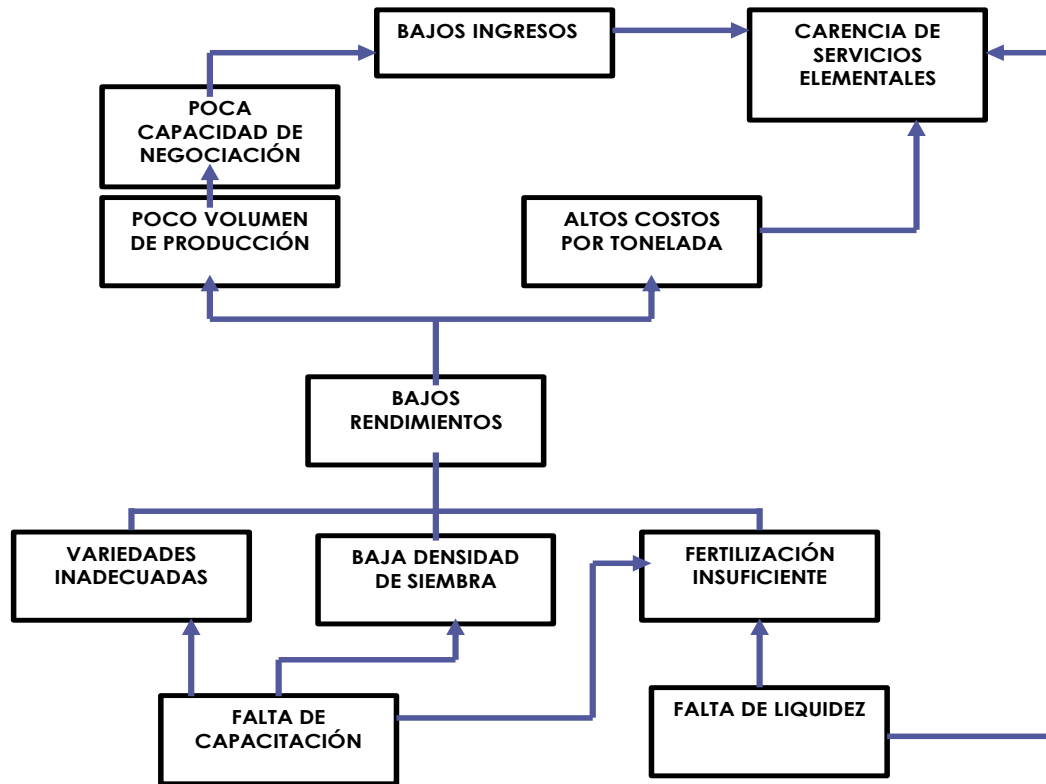 BAJOS INGRESOS
CARENCIA DE
SERVICIOS
ELEMENTALES
POCA
CAPACIDAD DE
NEGOCIACIÓN
POCO VOLUMEN
DE PRODUCCIÓN
ALTOS COSTOS
POR TONELADA
BAJOS
RENDIMIENTOS
VARIEDADES
INADECUADAS
BAJA DENSIDAD
DE SIEMBRA
FERTILIZACIÓN
INSUFICIENTE
FALTA DE
CAPACITACIÓN
FALTA DE LIQUIDEZ